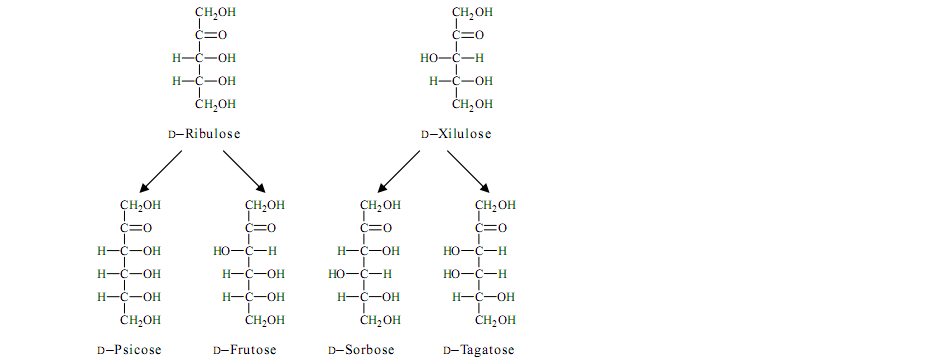 CH2OH CH2OH
C=O C=O
H–C–OH HO–C–H
H–C–OH H–C–OH
CH2OH CH2OH
D–Ribulose D–Xilulose
CH2OH CH2OH CH2OH CH2OH
C=O C=O C=O C=O
H–C–OH HO–C–H H–C–OH HO–C–H
H–C–OH H–C–OH HO–C–H HO–C–H
H–C–OH H–C–OH H–C–OH H–C–OH
CH2OH CH2OH CH2OH CH2OH
D–Psicose D–Frutose D–Sorbose D–Tagatose